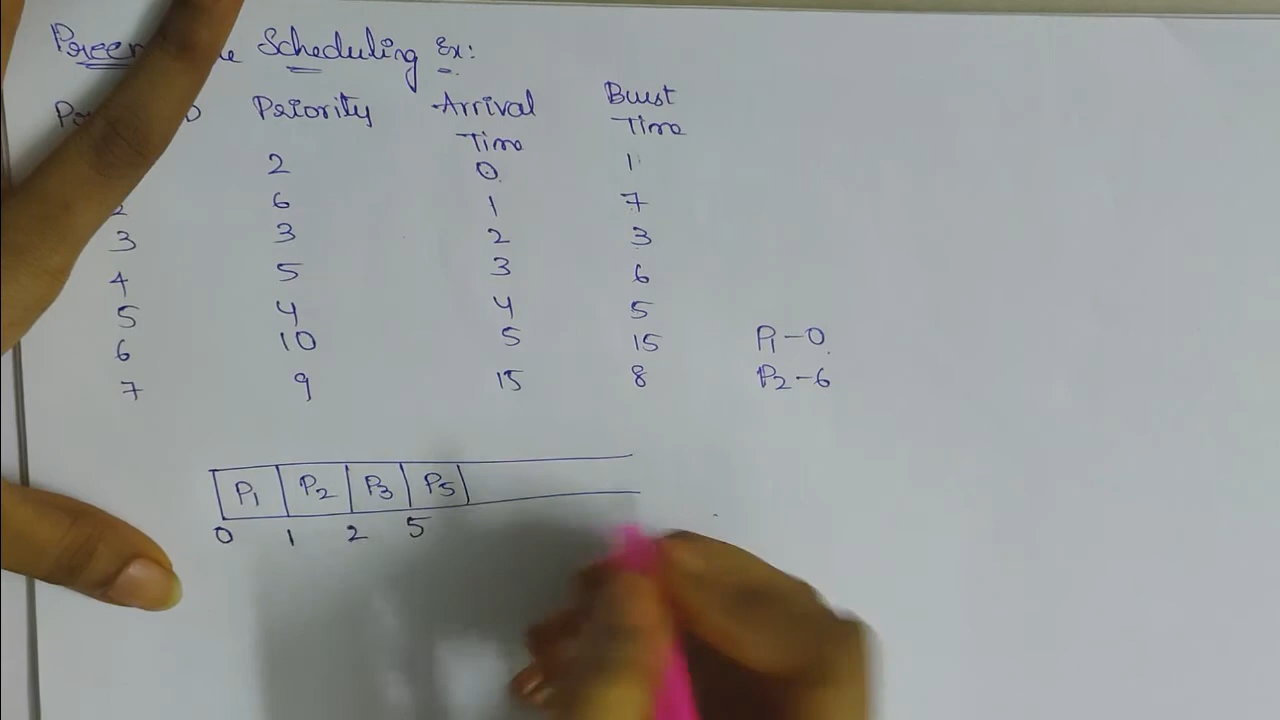 Scheduling Ex:
Priority Arrival Time Burst Time
2 0 1
2 6 1 7
3 3 2 3
4 5 3 6
5 4 4 5
6 10 5 15
7 9 15 8
P1-0
P2-6
P1 P2 P3 P5
0 1 2 5